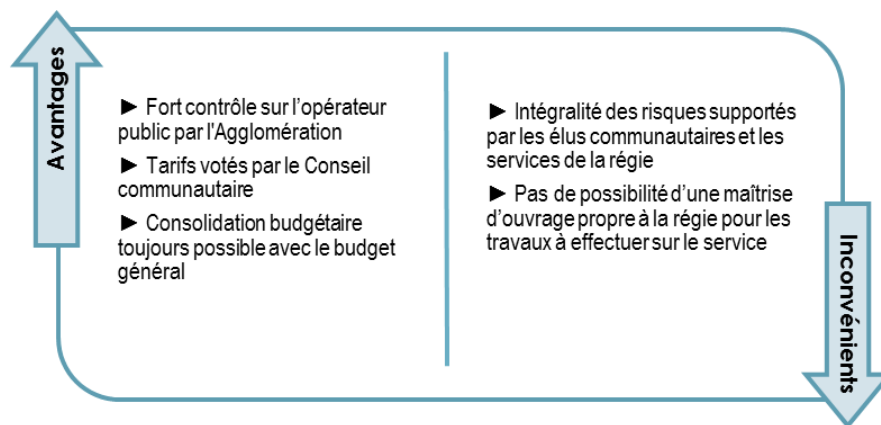 Avantages
► Fort contrôle sur l’opérateur
public par l'Agglomération
► Tarifs votés par le Conseil
communautaire
► Consolidation budgétaire
toujours possible avec le budget
général
► Intégralité des risques supportés
par les élus communautaires et les
services de la régie
► Pas de possibilité d’une maîtrise
d’ouvrage propre à la régie pour les
travaux à effectuer sur le service
Inconvénients